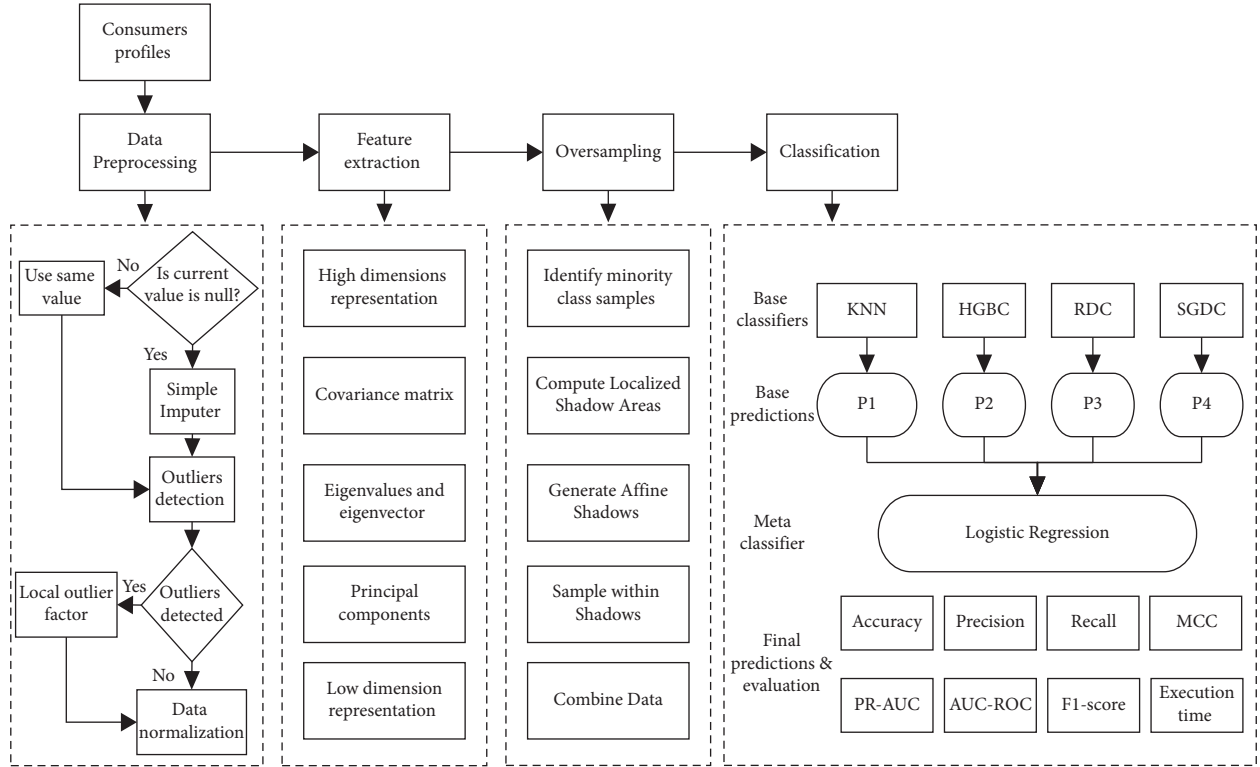 Consumers
profiles
Data
Preprocessing
Feature
extraction
Oversampling
Classification
Is current
value is null?
No
Use same
value
Yes
Simple
Imputer
Outliers
detection
Outliers
detected
Yes
Local outlier
factor
No
Data
normalization
High dimensions
representation
Covariance matrix
Eigenvalues and
eigenvector
Principal
components
Low dimension
representation
Identify minority
class samples
Compute Localized
Shadow Areas
Generate Affine
Shadows
Sample within
Shadows
Combine Data
Base
classifiers
KNN
HGBC
RDC
SGDC
Base
predictions
P1
P2
P3
P4
Meta
classifier
Logistic Regression
Final
predictions &
evaluation
Accuracy
Precision
Recall
MCC
PR-AUC
AUC-ROC
F1-score
Execution
time